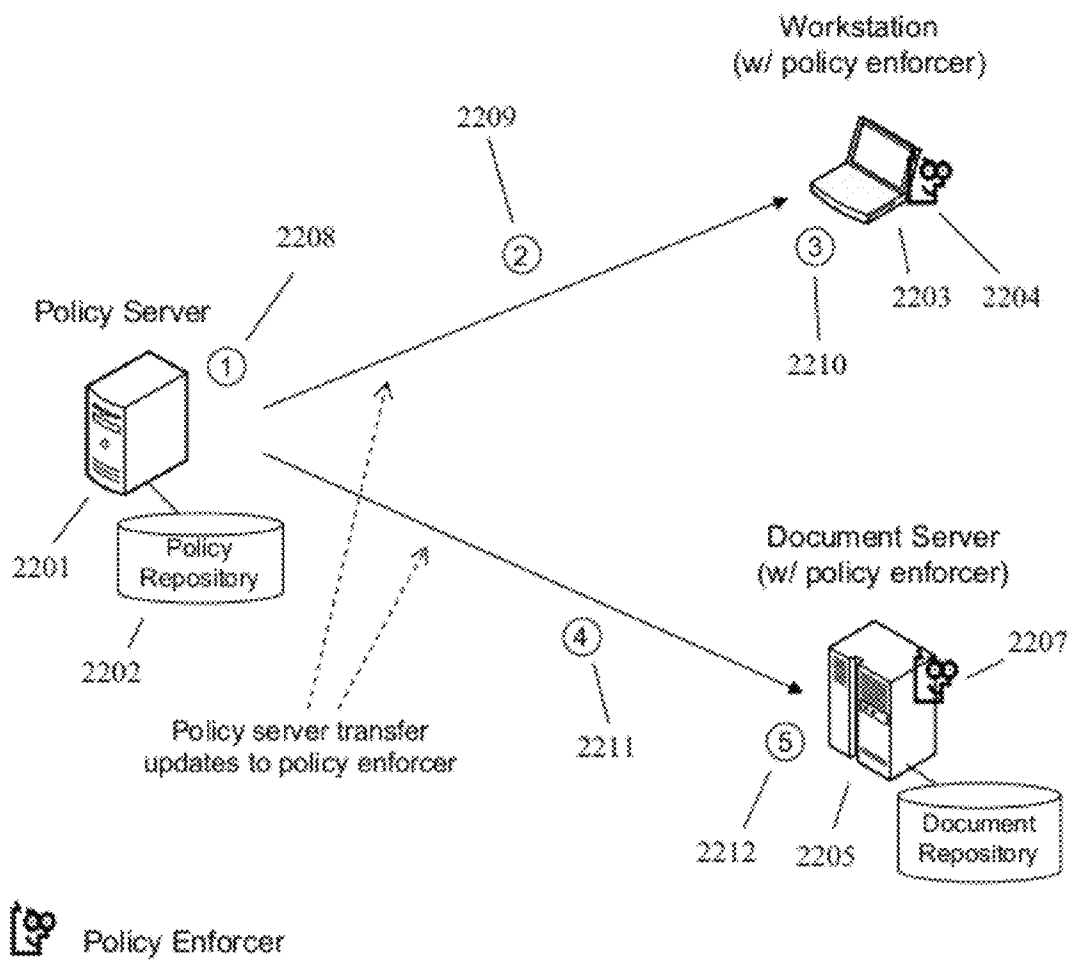 Workstation
(w/ policy enforcer)
2209
2208
2
3
2203
2204
Policy Server
1
2210
2201
Policy
Repository
2202
Document Server
(w/ policy enforcer)
4
2207
Policy server transfer
updates to policy enforcer
2211
5
2212
2205
Document
Repository
Policy Enforcer